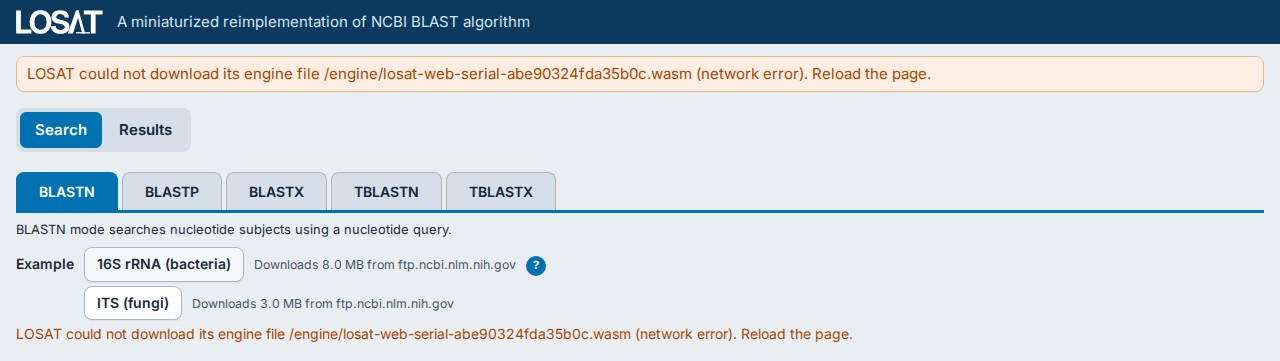 LOSAT A miniaturized reimplementation of NCBI BLAST algorithm
LOSAT could not download its engine file /engine/losat-web-serial-abe90324fda35b0c.wasm (network error). Reload the page.
Search Results
BLASTN BLASTP BLASTX TBLASTN TBLASTX
BLASTN mode searches nucleotide subjects using a nucleotide query.
Example 16S rRNA (bacteria) Downloads 8.0 MB from ftp.ncbi.nlm.nih.gov ?
ITS (fungi) Downloads 3.0 MB from ftp.ncbi.nlm.nih.gov
LOSAT could not download its engine file /engine/losat-web-serial-abe90324fda35b0c.wasm (network error). Reload the page.